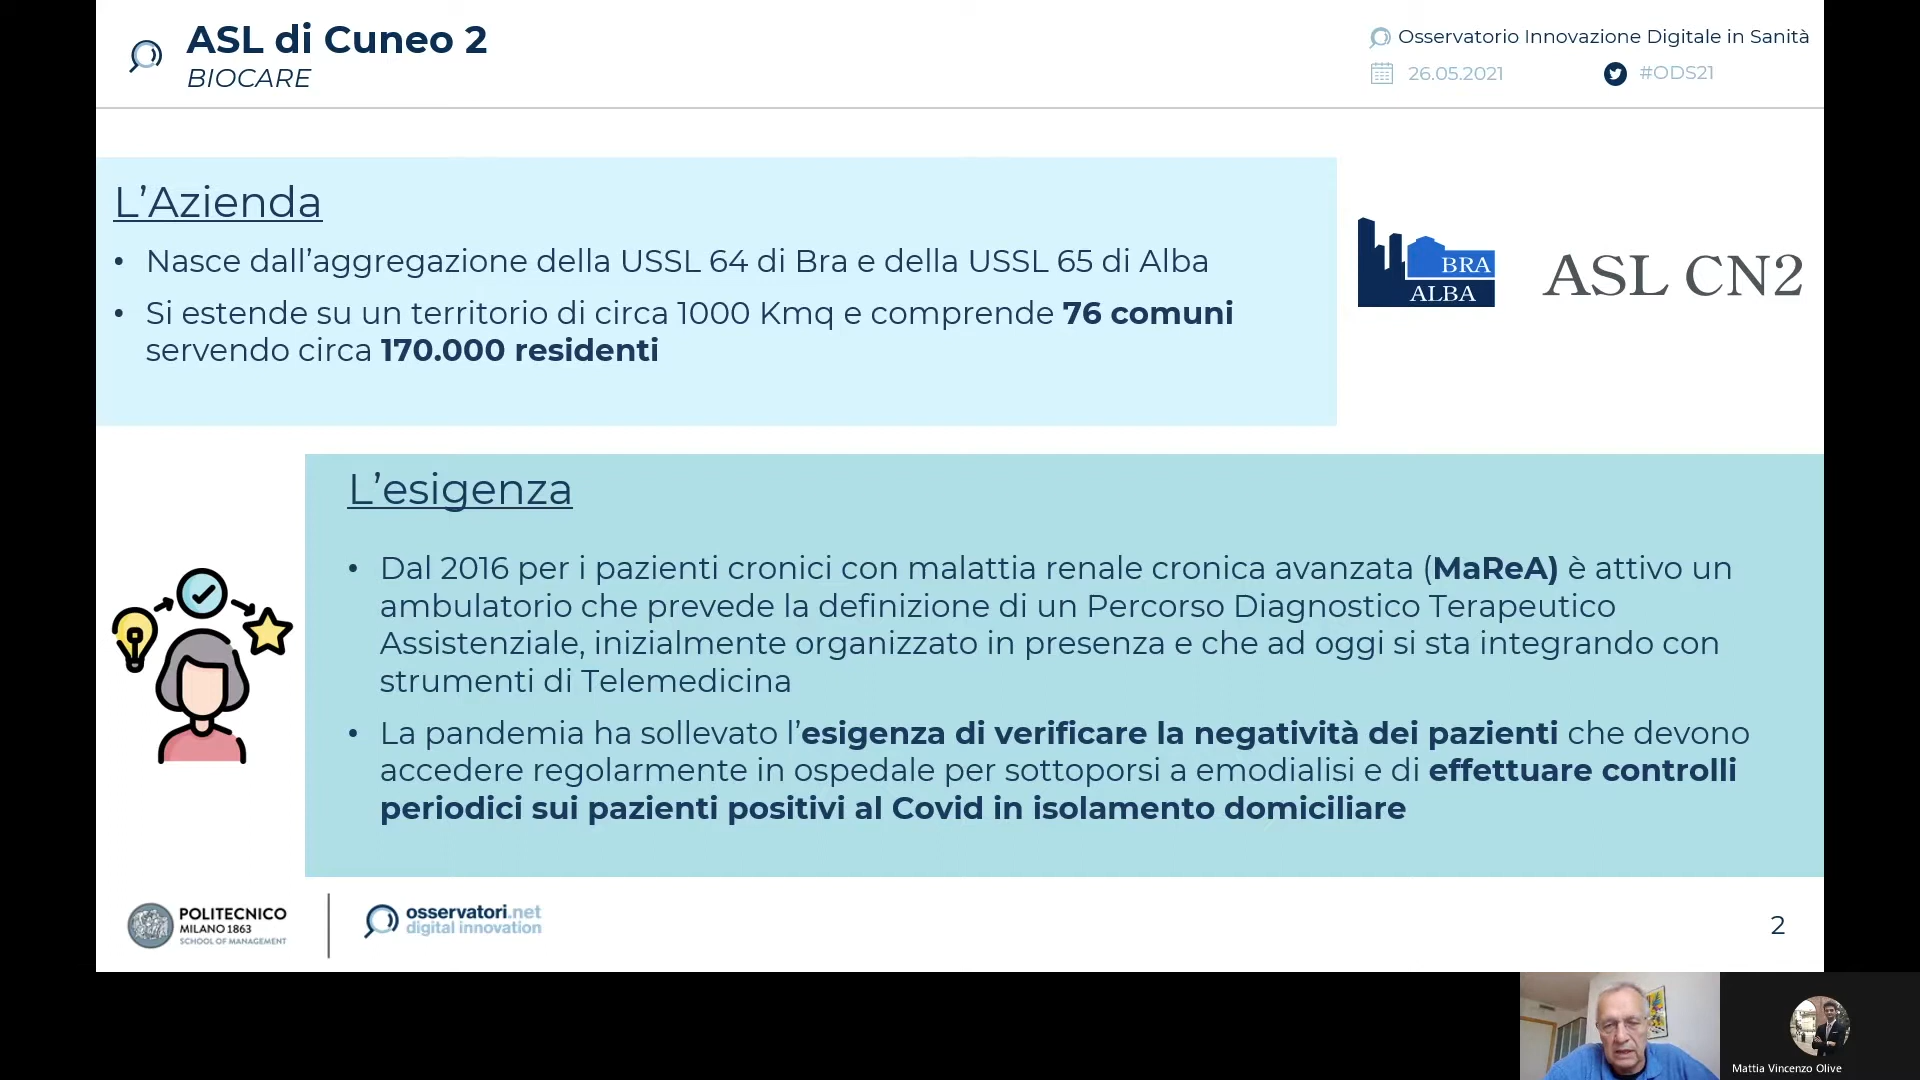 ASL di Cuneo 2
BIOCARE
Osservatorio Innovazione Digitale in Sanità
26.05.2021
#ODS21
L’Azienda
• Nasce dall’aggregazione della USSL 64 di Bra e della USSL 65 di Alba
• Si estende su un territorio di circa 1000 Kmq e comprende 76 comuni
servendo circa 170.000 residenti
BRA
ALBA
ASL CN2
L’esigenza
• Dal 2016 per i pazienti cronici con malattia renale cronica avanzata (MaReA) è attivo un
ambulatorio che prevede la definizione di un Percorso Diagnostico Terapeutico
Assistenziale, inizialmente organizzato in presenza e che ad oggi si sta integrando con
strumenti di Telemedicina
• La pandemia ha sollevato l’esigenza di verificare la negatività dei pazienti che devono
accedere regolarmente in ospedale per sottoporsi a emodialisi e di effettuare controlli
periodici sui pazienti positivi al Covid in isolamento domiciliare
POLITECNICO
MILANO 1863
SCHOOL OF MANAGEMENT
osservatori.net
digital innovation
2
Mattia Vincenzo Olive